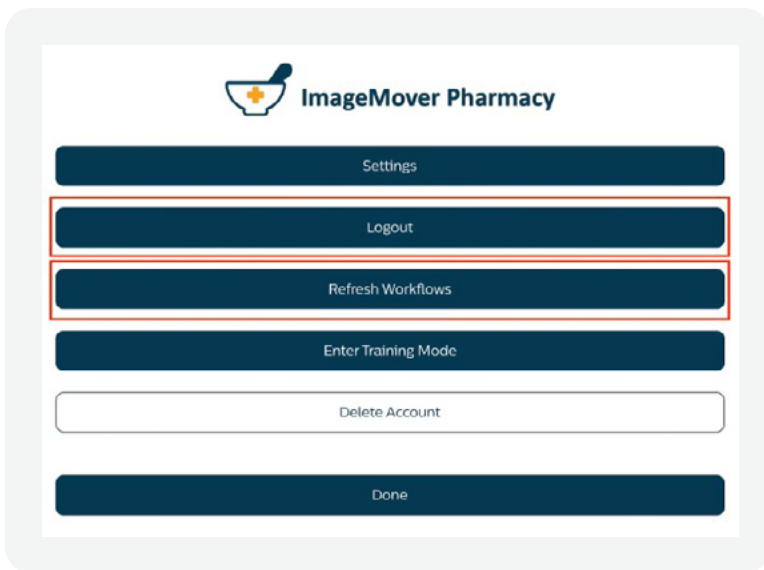 ImageMover Pharmacy
Settings
Logout
Refresh Workflows
Enter Training Mode
Delete Account
Done